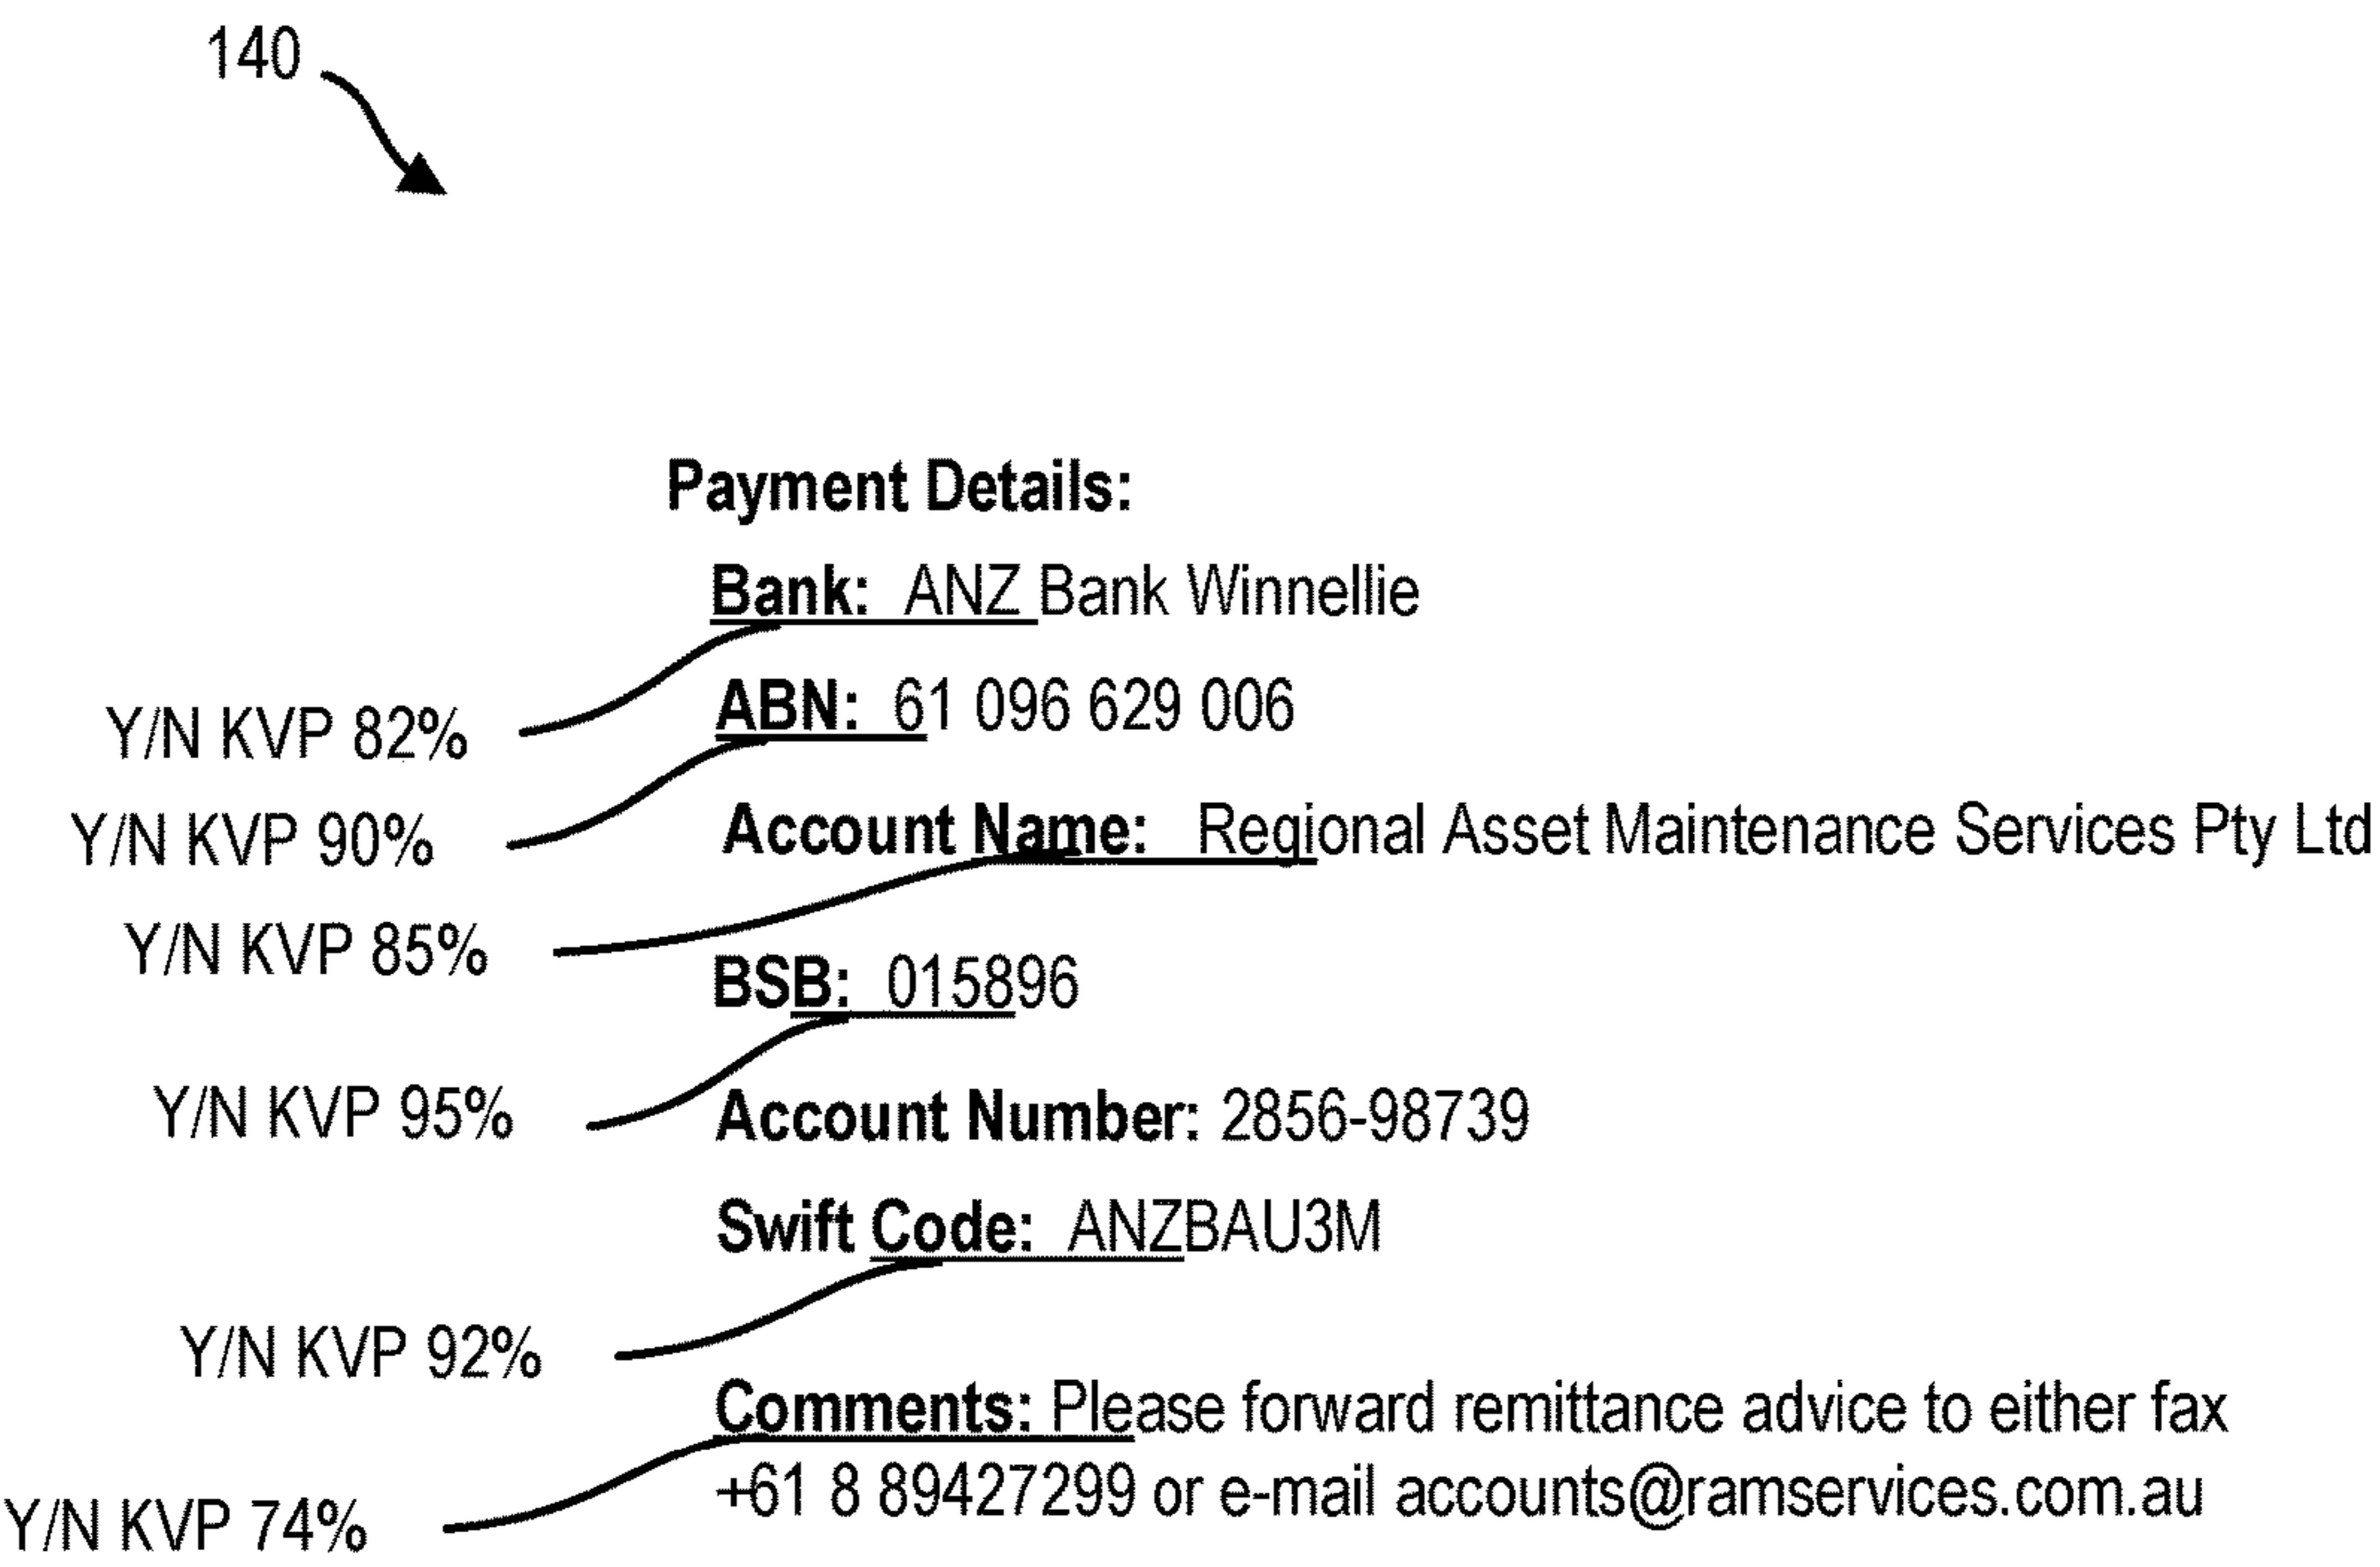 140
Payment Details:
Bank: ANZ Bank Winnellie
ABN: 61 096 629 006
Y/N KVP 82%
Account Name: Regional Asset Maintenance Services Pty Ltd
Y/N KVP 90%
Y/N KVP 85%
BSB: 015896
Y/N KVP 95%
Account Number: 2856-98739
Swift Code: ANZBAU3M
Y/N KVP 92%
Comments: Please forward remittance advice to either fax
+61 8 89427299 or e-mail accounts@ramservices.com.au
Y/N KVP 74%